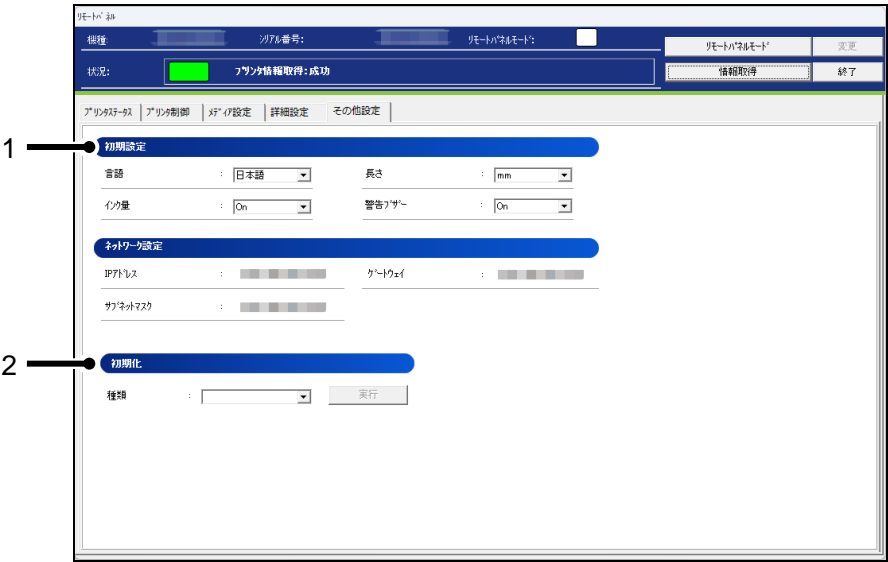 リモートパネル
機種: シリアル番号: リモートパネルモード: リモートパネルモード 変更
状況: プリンタ情報取得:成功 情報取得 終了
プリンタステータス プリンタ制御 メディア設定 詳細設定 その他設定
1 初期設定
言語 : 日本語 長さ : mm
インク量 : On 警告ブザー : On
ネットワーク設定
IPアドレス : ゲートウェイ :
サブネットマスク :
2 初期化
種類 : 実行